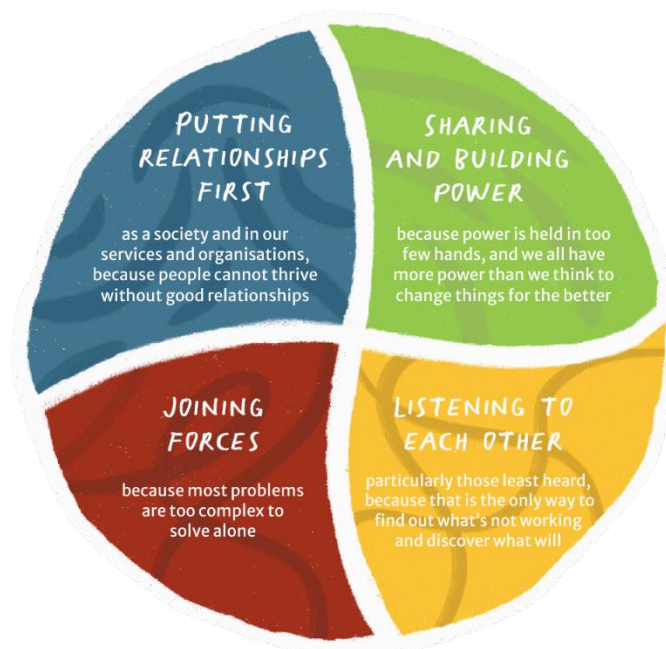 PUTTING
RELATIONSHIPS
FIRST
as a society and in our
services and organisations,
because people cannot thrive
without good relationships
SHARING
AND BUILDING
POWER
because power is held in too
few hands, and we all have
more power than we think to
change things for the better
JOINING
FORCES
because most problems
are too complex to
solve alone
LISTENING TO
EACH OTHER
particularly those least heard,
because that is the only way to
find out what's not working
and discover what will